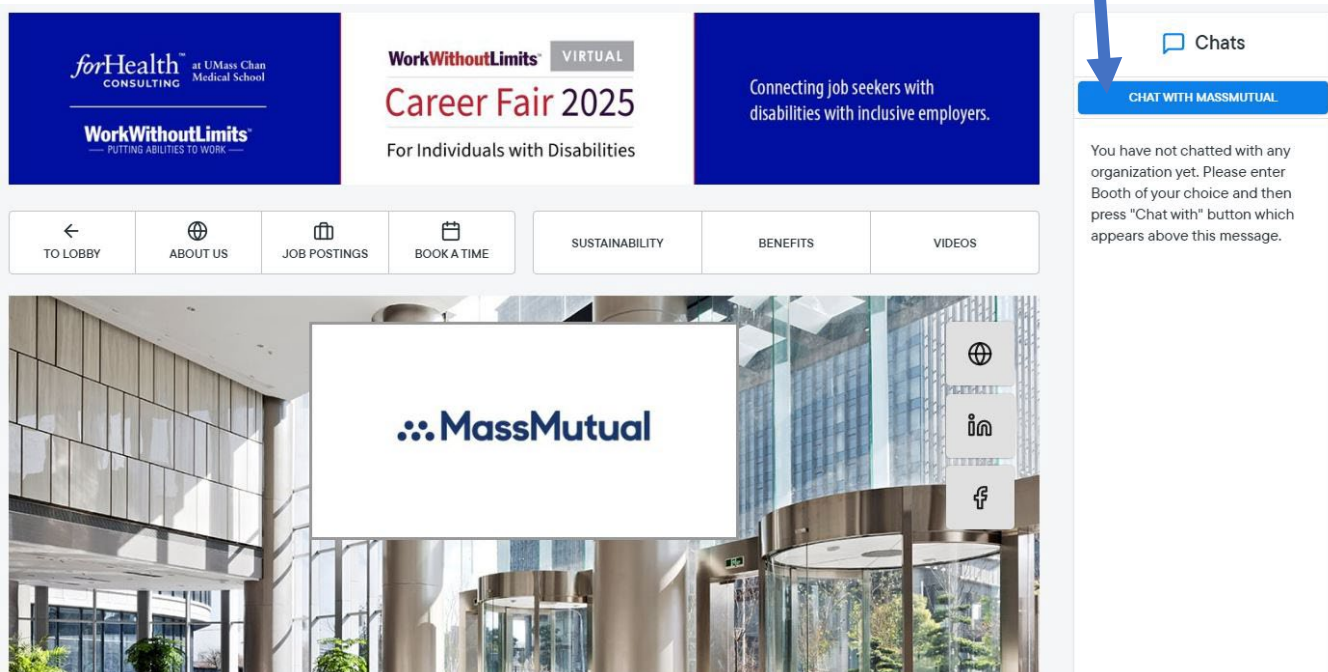 forHealth™ at UMass Chan
CONSULTING Medical School
WorkWithoutLimits®
— PUTTING ABILITIES TO WORK —
WorkWithoutLimits® VIRTUAL
Career Fair 2025
For Individuals with Disabilities
Connecting job seekers with
disabilities with inclusive employers.
TO LOBBY
ABOUT US
JOB POSTINGS
BOOK A TIME
SUSTAINABILITY
BENEFITS
VIDEOS
MassMutual
in
f
Chats
CHAT WITH MASSMUTUAL
You have not chatted with any
organization yet. Please enter
Booth of your choice and then
press "Chat with" button which
appears above this message.